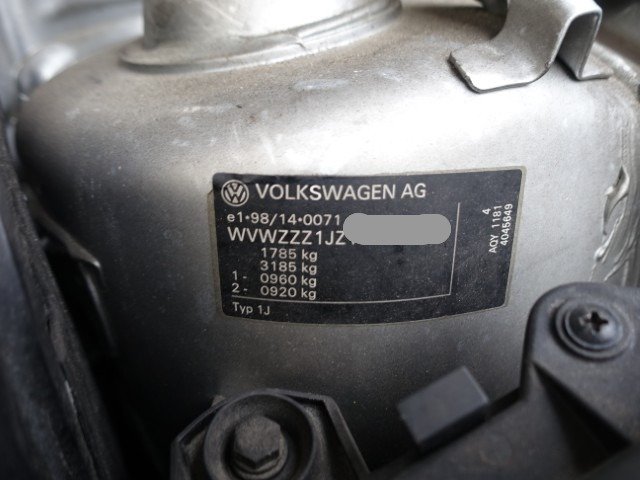 VOLKSWAGEN AG
e1•98/14•0071
WVWZZZ1JZ
1785 kg
3185 kg
1 - 0960 kg
2 - 0920 kg
Typ 1J
4
AQY 1181
4045649